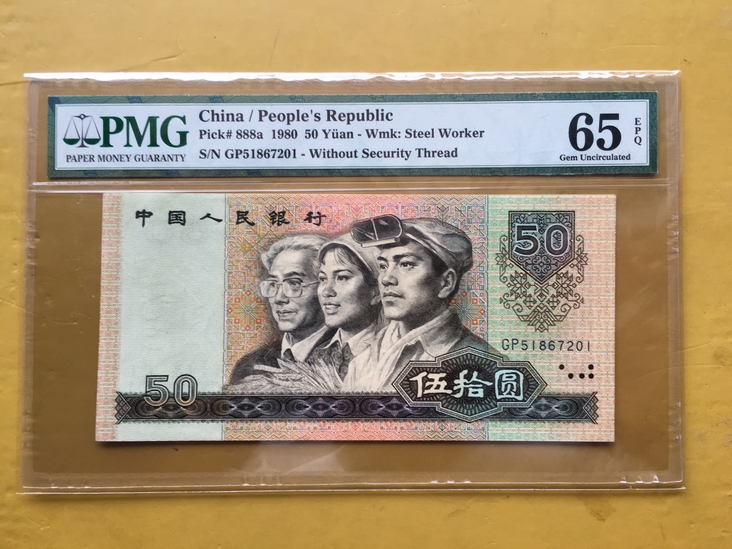 PMG
PAPER MONEY GUARANTY
China / People's Republic
Pick# 888a 1980 50 Yüan - Wmk: Steel Worker
S/N GP51867201 - Without Security Thread
65 EPQ
Gem Uncirculated
中国人民银行
50
GP51867201
50
伍拾圆